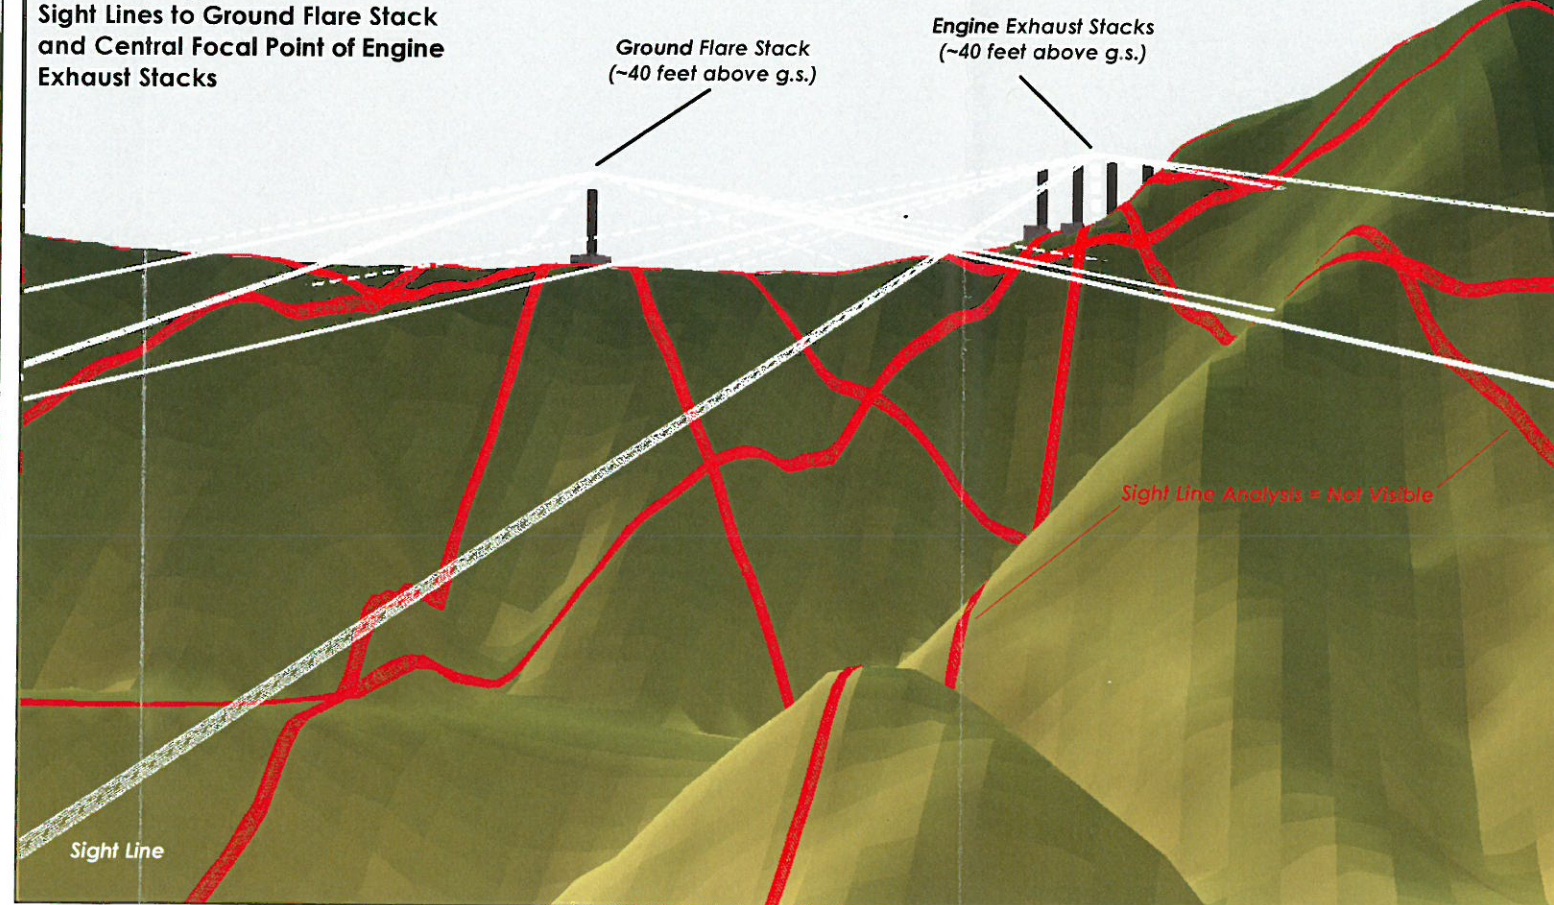 Sight Lines to Ground Flare Stack
and Central Focal Point of Engine
Exhaust Stacks
Ground Flare Stack
(~40 feet above g.s.)
Engine Exhaust Stacks
(~40 feet above g.s.)
Sight Line Analysis = Not Visible
Sight Line